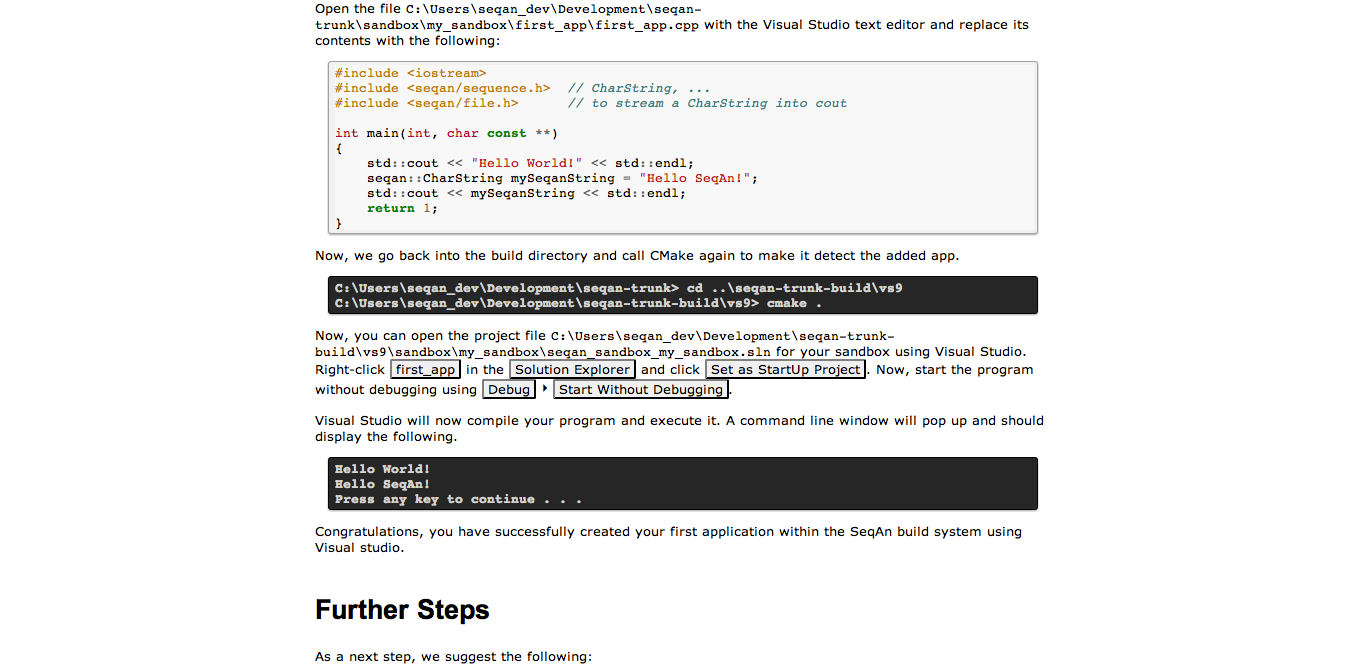 Open the file C:\Users\seqan_dev\Development\seqan-
trunk\sandbox\my_sandbox\first_app\first_app.cpp with the Visual Studio text editor and replace its
contents with the following:
#include <iostream>
#include <seqan/sequence.h>  // CharString, ...
#include <seqan/file.h>      // to stream a CharString into cout
int main(int, char const **)
{
    std::cout << "Hello World!" << std::endl;
    seqan::CharString mySeqanString = "Hello SeqAn!";
    std::cout << mySeqanString << std::endl;
    return 1;
}
Now, we go back into the build directory and call CMake again to make it detect the added app.
C:\Users\seqan_dev\Development\seqan-trunk> cd ..\seqan-trunk-build\vs9
C:\Users\seqan_dev\Development\seqan-trunk-build\vs9> cmake .
Now, you can open the project file C:\Users\seqan_dev\Development\seqan-trunk-
build\vs9\sandbox\my_sandbox\seqan_sandbox_my_sandbox.sln for your sandbox using Visual Studio.
Right-click first_app in the Solution Explorer and click Set as StartUp Project. Now, start the program
without debugging using Debug ‣ Start Without Debugging.
Visual Studio will now compile your program and execute it. A command line window will pop up and should
display the following.
Hello World!
Hello SeqAn!
Press any key to continue . . .
Congratulations, you have successfully created your first application within the SeqAn build system using
Visual studio.
Further Steps
As a next step, we suggest the following: